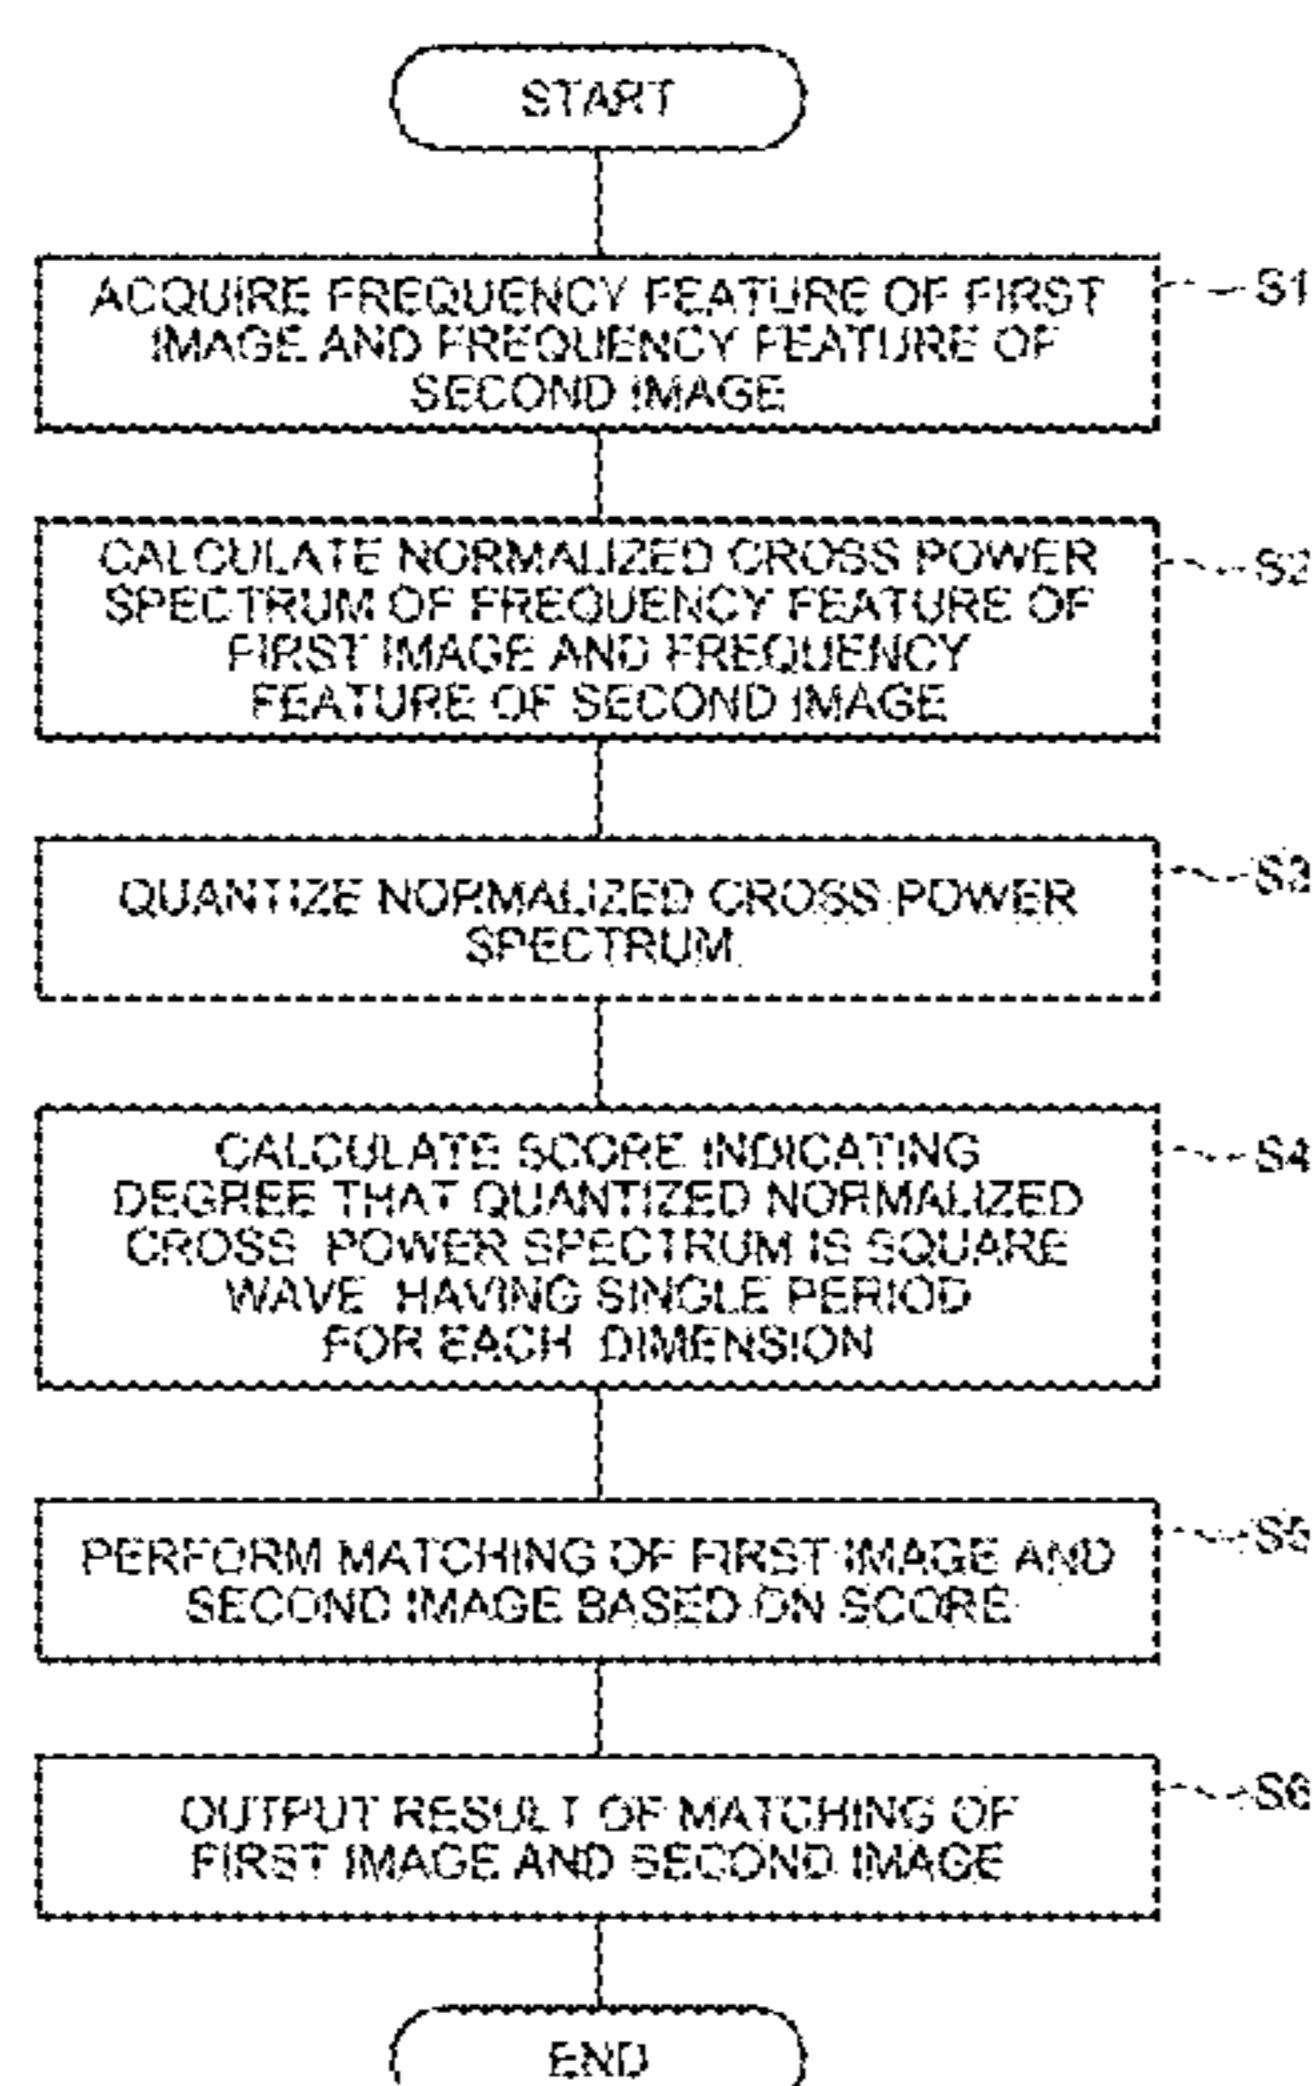 START
ACQUIRE FREQUENCY FEATURE OF FIRST
IMAGE AND FREQUENCY FEATURE OF
SECOND IMAGE
S1
CALCULATE NORMALIZED CROSS POWER
SPECTRUM OF FREQUENCY FEATURE OF
FIRST IMAGE AND FREQUENCY
FEATURE OF SECOND IMAGE
S2
QUANTIZE NORMALIZED CROSS POWER
SPECTRUM
S3
CALCULATE SCORE INDICATING
DEGREE THAT QUANTIZED NORMALIZED
CROSS POWER SPECTRUM IS SQUARE
WAVE HAVING SINGLE PERIOD
FOR EACH DIMENSION
S4
PERFORM MATCHING OF FIRST IMAGE AND
SECOND IMAGE BASED ON SCORE
S5
OUTPUT RESULT OF MATCHING OF
FIRST IMAGE AND SECOND IMAGE
S6
END